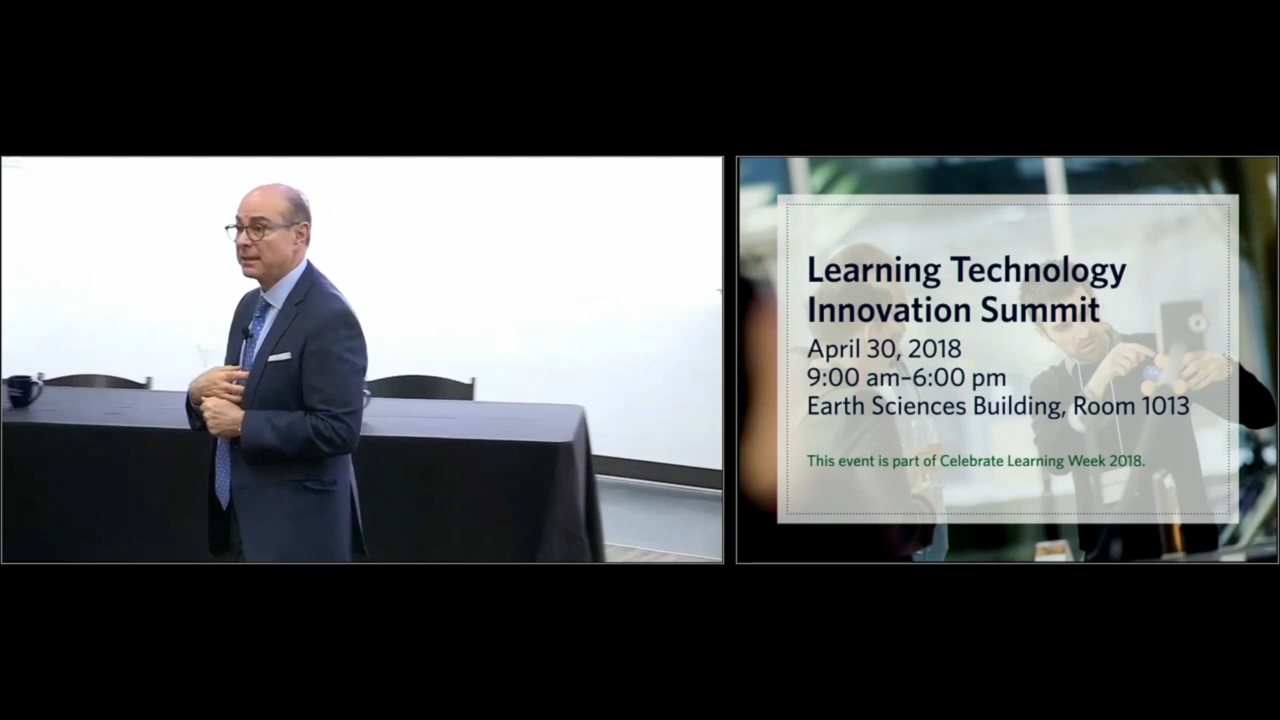 Learning Technology
Innovation Summit
April 30, 2018
9:00 am–6:00 pm
Earth Sciences Building, Room 1013
This event is part of Celebrate Learning Week 2018.